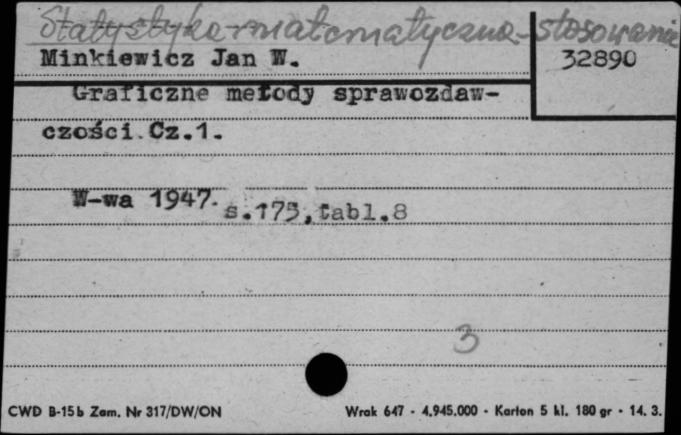 Statystyka-matematyczna-stosowanie
Minkiewicz Jan W.
32890
Graficzne metody sprawozdaw-
czości Cz.1.
W-wa 1947. s.175,tabl.8
3
CWD B-15b Zam. Nr 317/DW/ON Wrak 647 - 4.945.000 - Karton 5 kl. 180 gr - 14. 3.